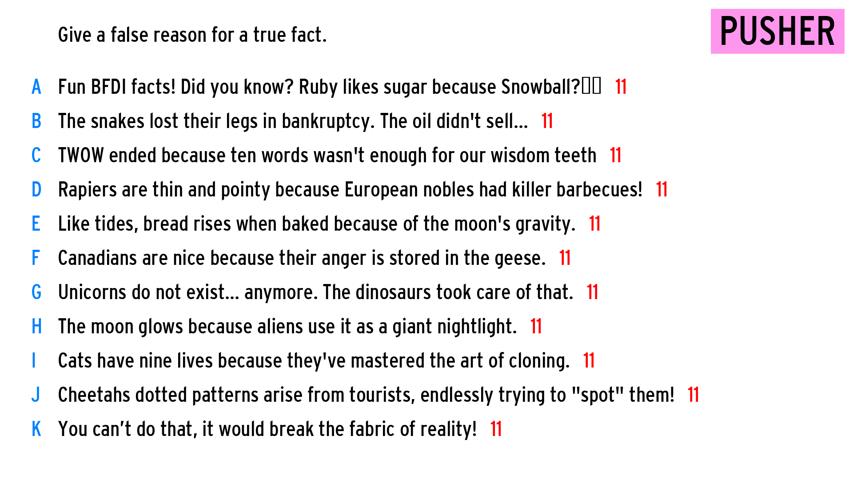 Give a false reason for a true fact.
PUSHER
A Fun BFDI facts! Did you know? Ruby likes sugar because Snowball?▯▯ 11
B The snakes lost their legs in bankruptcy. The oil didn't sell... 11
C TWOW ended because ten words wasn't enough for our wisdom teeth 11
D Rapiers are thin and pointy because European nobles had killer barbecues! 11
E Like tides, bread rises when baked because of the moon's gravity. 11
F Canadians are nice because their anger is stored in the geese. 11
G Unicorns do not exist... anymore. The dinosaurs took care of that. 11
H The moon glows because aliens use it as a giant nightlight. 11
I Cats have nine lives because they've mastered the art of cloning. 11
J Cheetahs dotted patterns arise from tourists, endlessly trying to "spot" them! 11
K You can’t do that, it would break the fabric of reality! 11